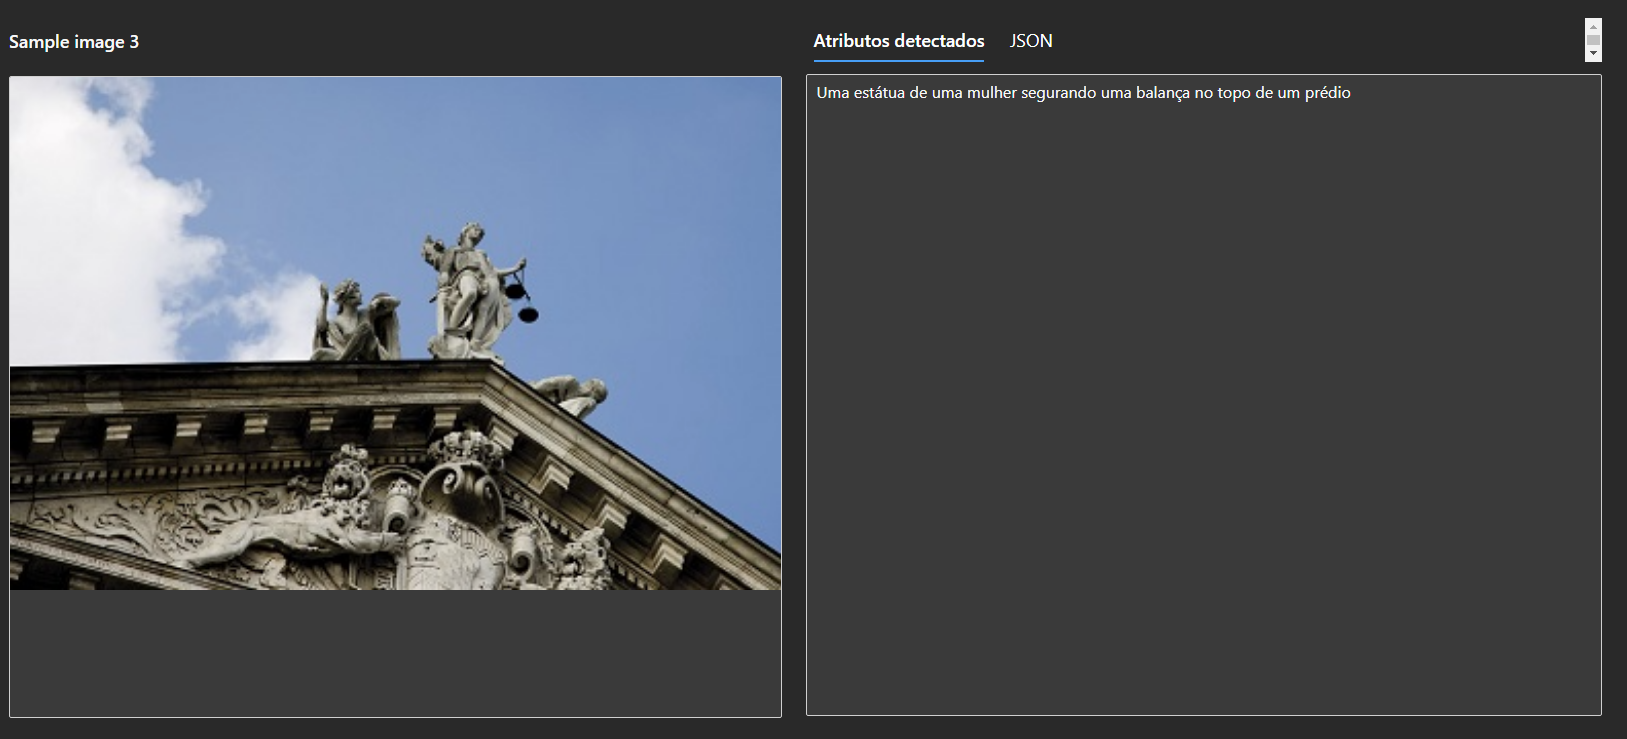 Sample image 3
Atributos detectados JSON
Uma estátua de uma mulher segurando uma balança no topo de um prédio